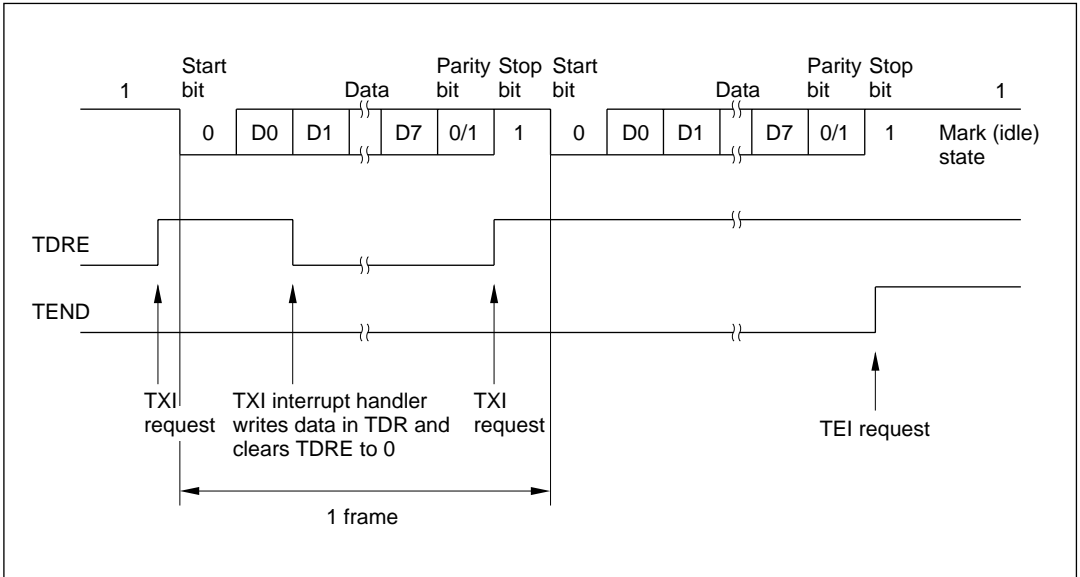 1
Start
bit
Data
Parity
bit
Stop
bit
Start
bit
Data
Parity
bit
Stop
bit
1
0 D0 D1 D7 0/1 1 0 D0 D1 D7 0/1 1
Mark (idle)
state
TDRE
TEND
TXI
request
TXI interrupt handler
writes data in TDR and
clears TDRE to 0
TXI
request
TEI request
1 frame